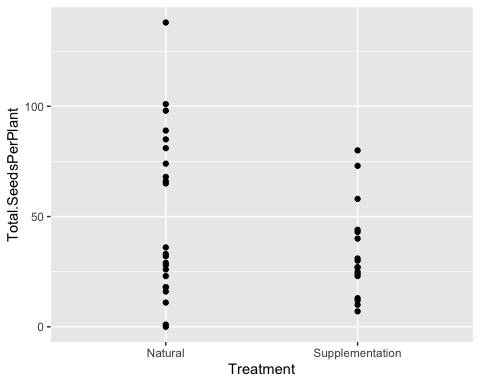 Total.SeedsPerPlant
100
50
0
Natural
Supplementation
Treatment